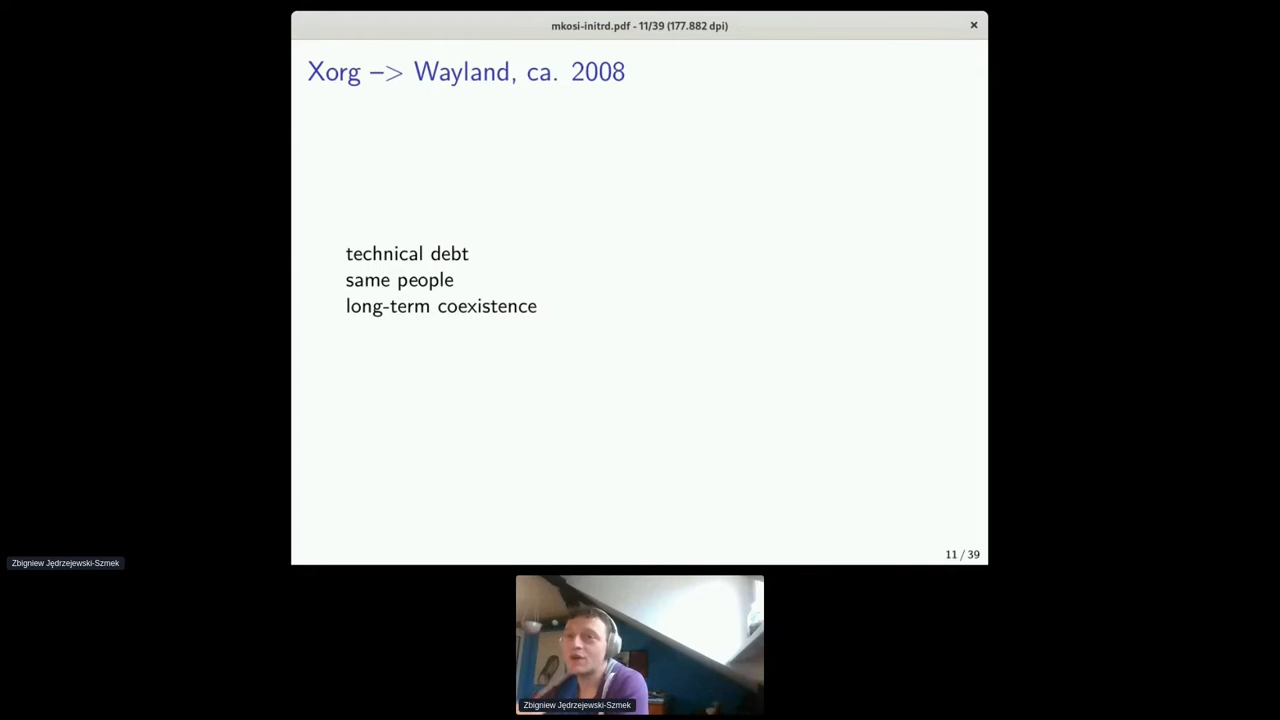 mkosi-initrd.pdf - 11/39 (177.882 dpi)
Xorg –> Wayland, ca. 2008
technical debt
same people
long-term coexistence
11 / 39
Zbigniew Jędrzejewski-Szmek
Zbigniew Jędrzejewski-Szmek